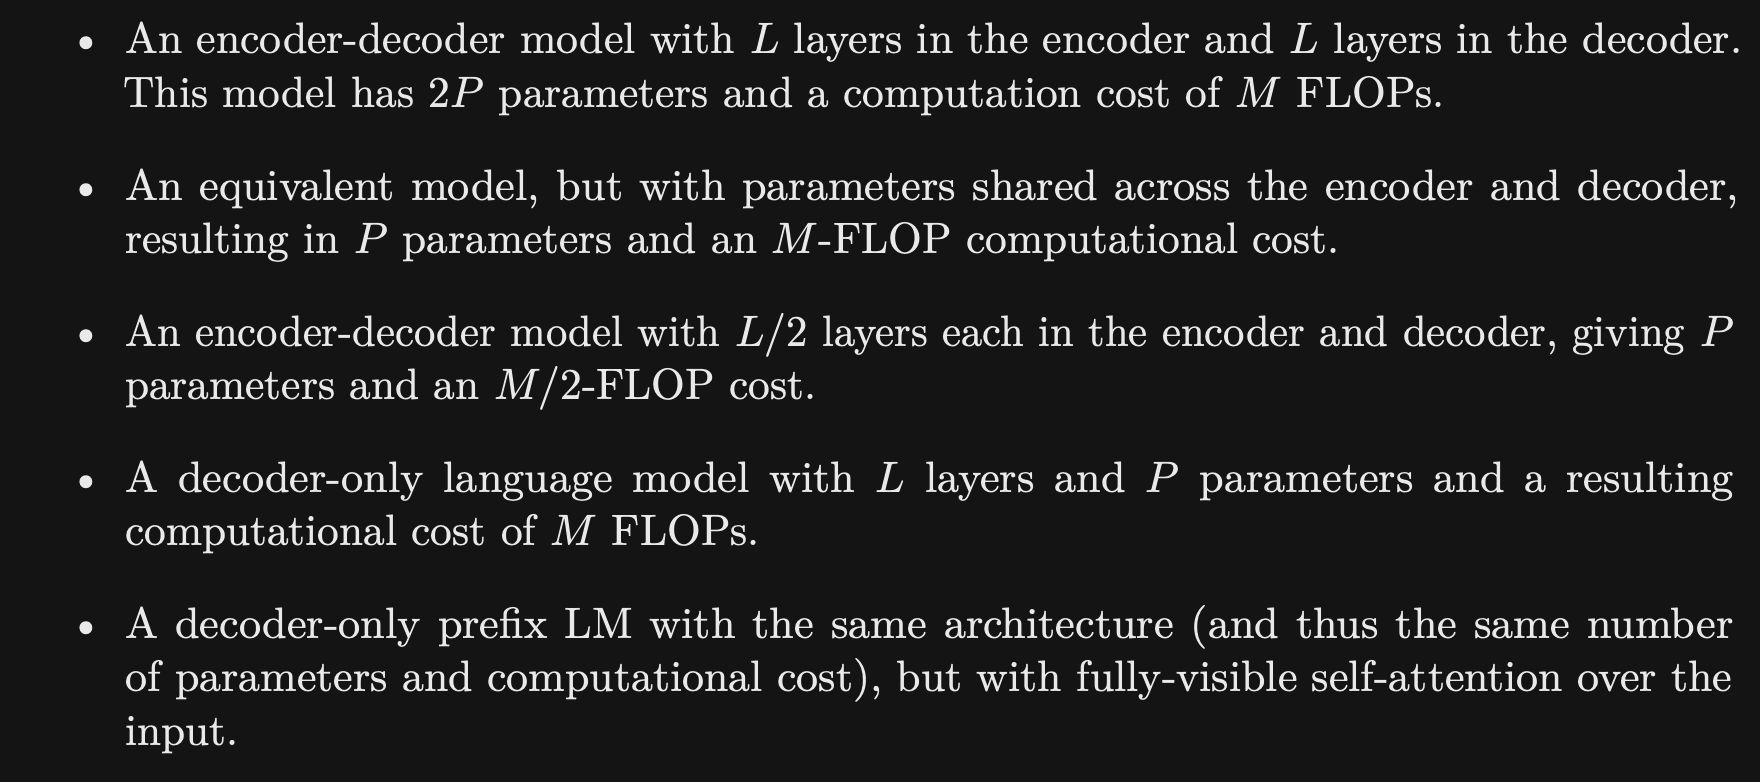 • An encoder-decoder model with L layers in the encoder and L layers in the decoder.
This model has 2P parameters and a computation cost of M FLOPs.
• An equivalent model, but with parameters shared across the encoder and decoder,
resulting in P parameters and an M-FLOP computational cost.
• An encoder-decoder model with L/2 layers each in the encoder and decoder, giving P
parameters and an M/2-FLOP cost.
• A decoder-only language model with L layers and P parameters and a resulting
computational cost of M FLOPs.
• A decoder-only prefix LM with the same architecture (and thus the same number
of parameters and computational cost), but with fully-visible self-attention over the
input.